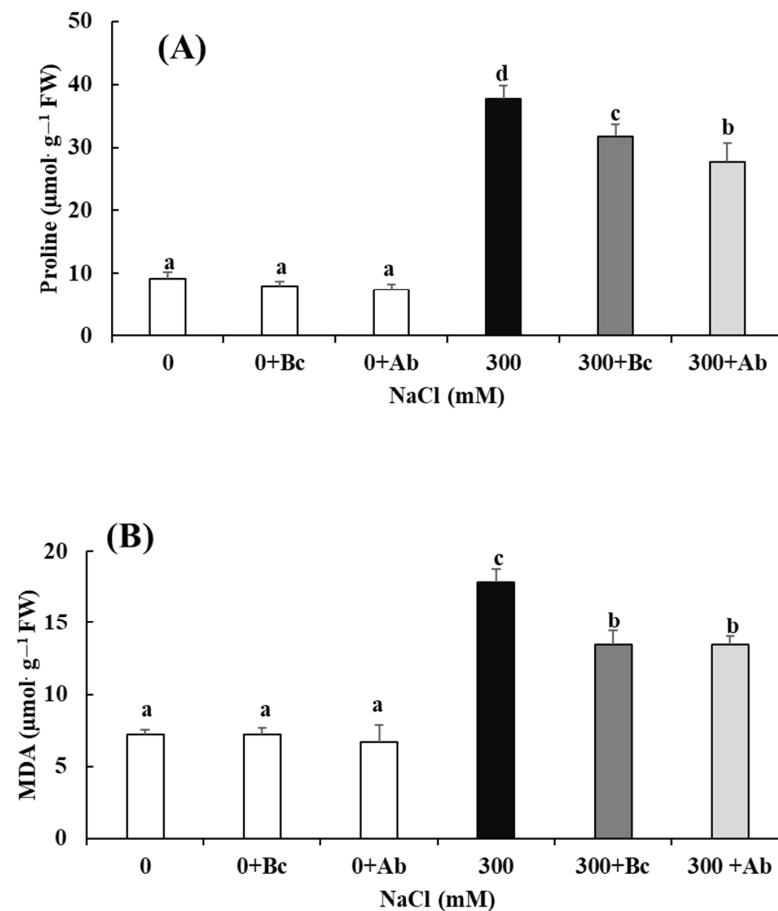 (A)
Proline (µmol· g—¹ FW)
50
40
30
20
10
0
a
a
a
d
c
b
0
0+Bc
0+Ab
300
300+Bc
300+Ab
NaCl (mM)
(B)
MDA (µmol· g—¹ FW)
20
15
10
5
0
a
a
a
c
b
b
0
0+Bc
0+Ab
300
300+Bc
300 +Ab
NaCl (mM)